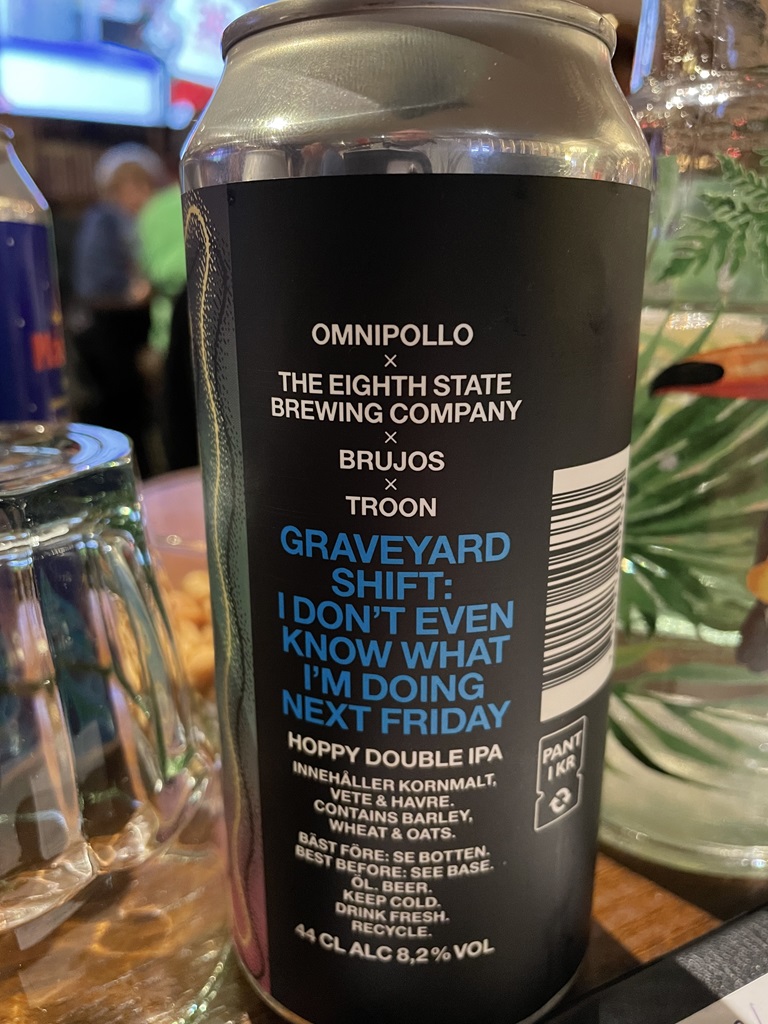 OMNIPOLLO
×
THE EIGHTH STATE
BREWING COMPANY
×
BRUJOS
×
TROON
GRAVEYARD
SHIFT:
I DON'T EVEN
KNOW WHAT
I'M DOING
NEXT FRIDAY
HOPPY DOUBLE IPA
INNEHÅLLER KORNMALT,
VETE & HAVRE.
CONTAINS BARLEY,
WHEAT & OATS.
BÄST FÖRE: SE BOTTEN.
BEST BEFORE: SEE BASE.
ÖL. BEER.
KEEP COLD.
DRINK FRESH.
RECYCLE.
44 CL ALC 8,2% VOL
PANT
1 KR